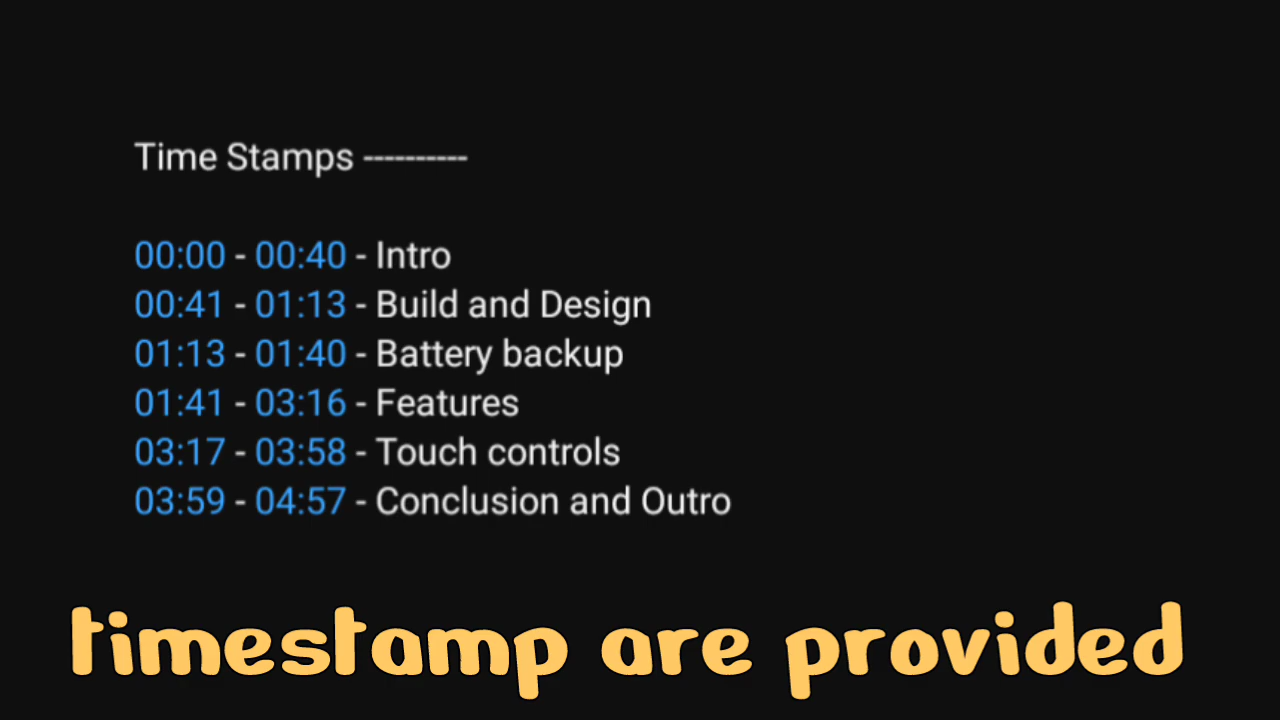 Time Stamps ----------
00:00 - 00:40 - Intro
00:41 - 01:13 - Build and Design
01:13 - 01:40 - Battery backup
01:41 - 03:16 - Features
03:17 - 03:58 - Touch controls
03:59 - 04:57 - Conclusion and Outro
timestamp are provided